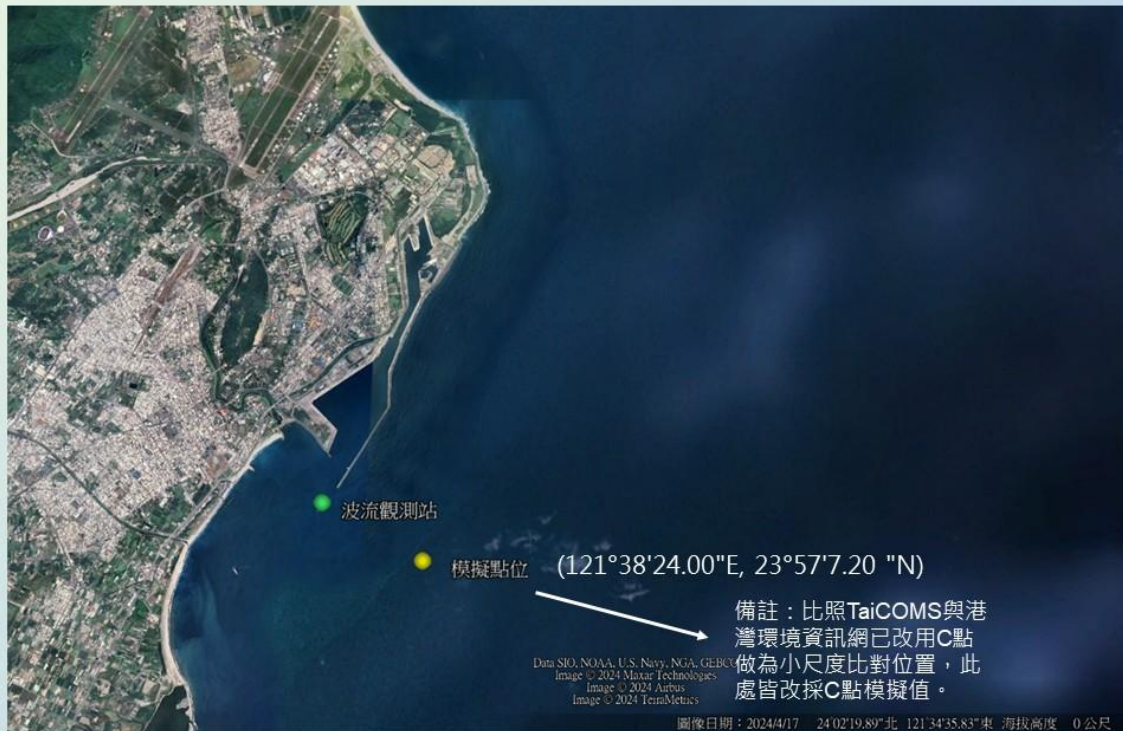 波流觀測站
模擬點位
(121°38'24.00"E, 23°57'7.20 "N)
備註：比照TaiCOMS與港
灣環境資訊網已改用C點
做為小尺度比對位置，此
處皆改採C點模擬值。
Data SIO, NOAA, U.S. Navy, NGA, GEBCO
Image © 2024 Maxar Technologies
Image © 2024 Airbus
Image © 2024 TerraMetrics
圖像日期：2024/4/17 24°02'19.89"北 121°34'35.83"東 海拔高度 0 公尺